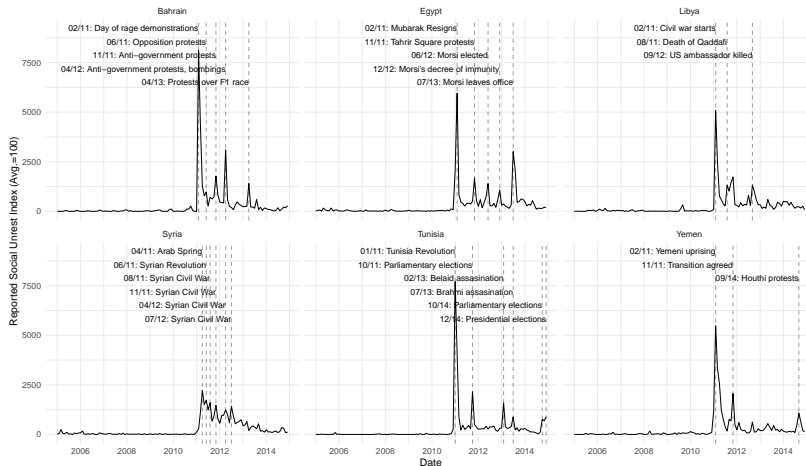 Bahrain
Egypt
Libya
02/11: Day of rage demonstrations
06/11: Opposition protests
11/11: Anti−government protests
04/12: Anti−government protests, bombings
04/13: Protests over F1 race
02/11: Mubarak Resigns
11/11: Tahrir Square protests
06/12: Morsi elected
12/12: Morsi's decree of immunity
07/13: Morsi leaves office
02/11: Civil war starts
08/11: Death of Qaddafi
09/12: US ambassador killed
7500
5000
2500
0
Syria
Tunisia
Yemen
04/11: Arab Spring
06/11: Syrian Revolution
08/11: Syrian Civil War
11/11: Syrian Civil War
04/12: Syrian Civil War
07/12: Syrian Civil War
01/11: Tunisia Revolution
10/11: Parliamentary elections
02/13: Belaid assasination
07/13: Brahmi assasination
10/14: Parliamentary elections
12/14: Presidential elections
02/11: Yemeni uprising
11/11: Transition agreed
09/14: Houthi protests
7500
5000
2500
0
2006 2008 2010 2012 2014
2006 2008 2010 2012 2014
2006 2008 2010 2012 2014
Date
Reported Social Unrest Index (Avg.=100)